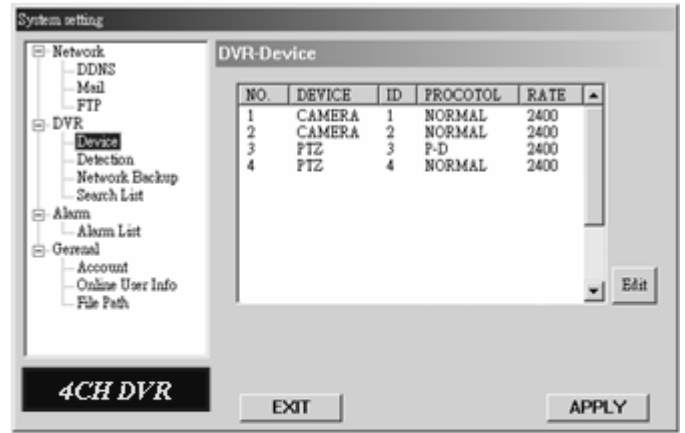 System setting
Network
DDNS
Mail
FTP
DVR
Device
Detection
Network Backup
Search List
Alarm
Alarm List
Gerenal
Account
Online User Info
File Path
4CH DVR
DVR-Device
NO. DEVICE ID PROCOTOL RATE
1 CAMERA 1 NORMAL 2400
2 CAMERA 2 NORMAL 2400
3 PTZ 3 P-D 2400
4 PTZ 4 NORMAL 2400
Edit
EXIT APPLY